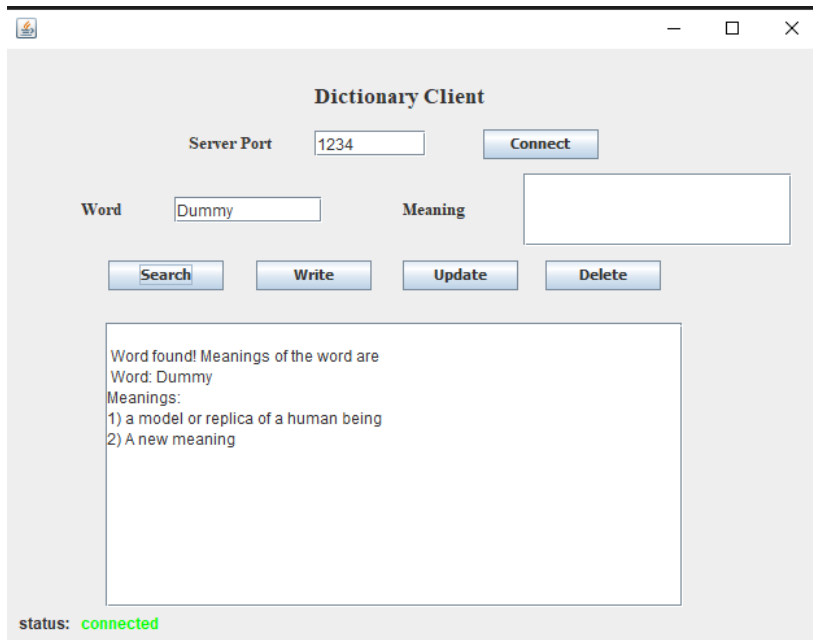 Dictionary Client
Server Port 1234 Connect
Word Dummy Meaning
Search Write Update Delete
Word found! Meanings of the word are
Word: Dummy
Meanings:
1) a model or replica of a human being
2) A new meaning
status: connected